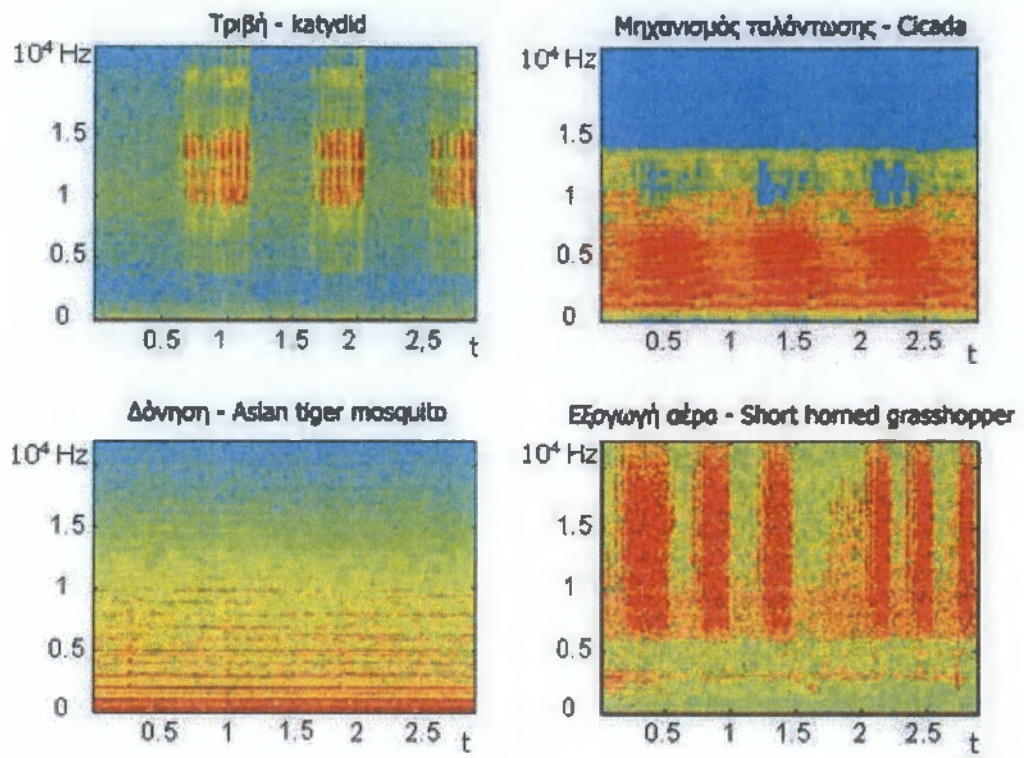 Τριβή - katydid
10⁴ Hz
1.5
1
0.5
0
0.5 1 1.5 2 2.5 t
Μηχανισμός ταλάντωσης - Cicada
10⁴ Hz
1.5
1
0.5
0
0.5 1 1.5 2 2.5 t
Δόνηση - Asian tiger mosquito
10⁴ Hz
1.5
1
0.5
0
0.5 1 1.5 2 2.5 t
Εξαγωγή αέρα - Short horned grasshopper
10⁴ Hz
1.5
1
0.5
0
0.5 1 1.5 2 2.5 t